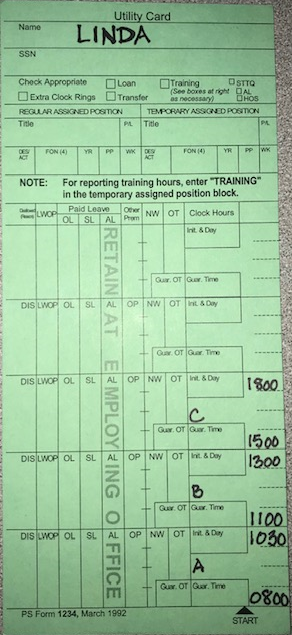 Utility Card
Name LINDA
SSN
Check Appropriate Loan Training STTQ
(See boxes at right AL
Extra Clock Rings Transfer as necessary) HOS
REGULAR ASSIGNED POSITION TEMPORARY ASSIGNED POSITION
Title P/L Title P/L
DES/ACT FON (4) YR PP WK DES/ACT FON (4) YR PP WK
NOTE: For reporting training hours, enter "TRAINING"
in the temporary assigned position block.
LWOP Paid Leave Other Prem NW OT Clock Hours
OL SL AL
Init. & Day
RETAIN AT EMPLOYING OFFICE
Guar. OT Guar. Time
DIS LWOP OL SL AL OP NW OT Init. & Day
Guar. OT Guar. Time
DIS LWOP OL SL AL OP NW OT Init. & Day 1800
C
Guar. OT Guar. Time 1500
DIS LWOP OL SL AL OP NW OT Init. & Day 1300
B
Guar. OT Guar. Time 1100
DIS LWOP OL SL AL OP NW OT Init. & Day 1030
A
Guar. OT Guar. Time 0800
PS Form 1234, March 1992 START